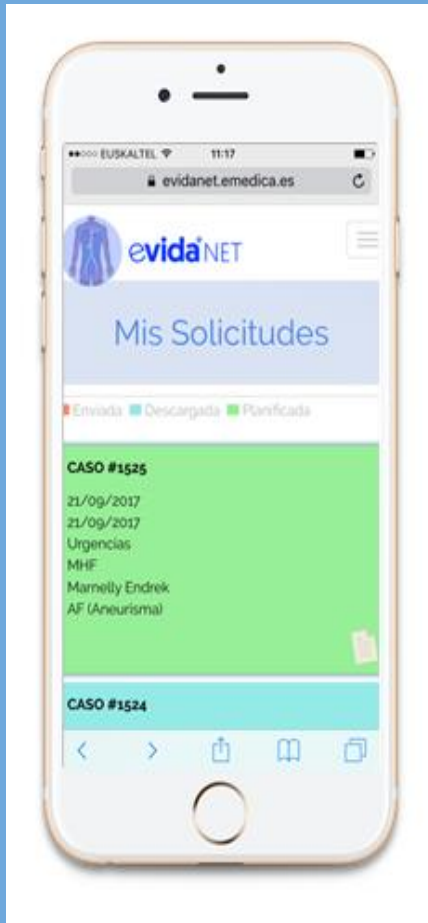 EUSKALTEL 11:17
evidanet.emedica.es
evidaNET
Mis Solicitudes
Enviada Descargada Planificada
CASO #1525
21/09/2017
21/09/2017
Urgencias
MHF
Marnelly Endrek
AF (Aneurisma)
CASO #1524